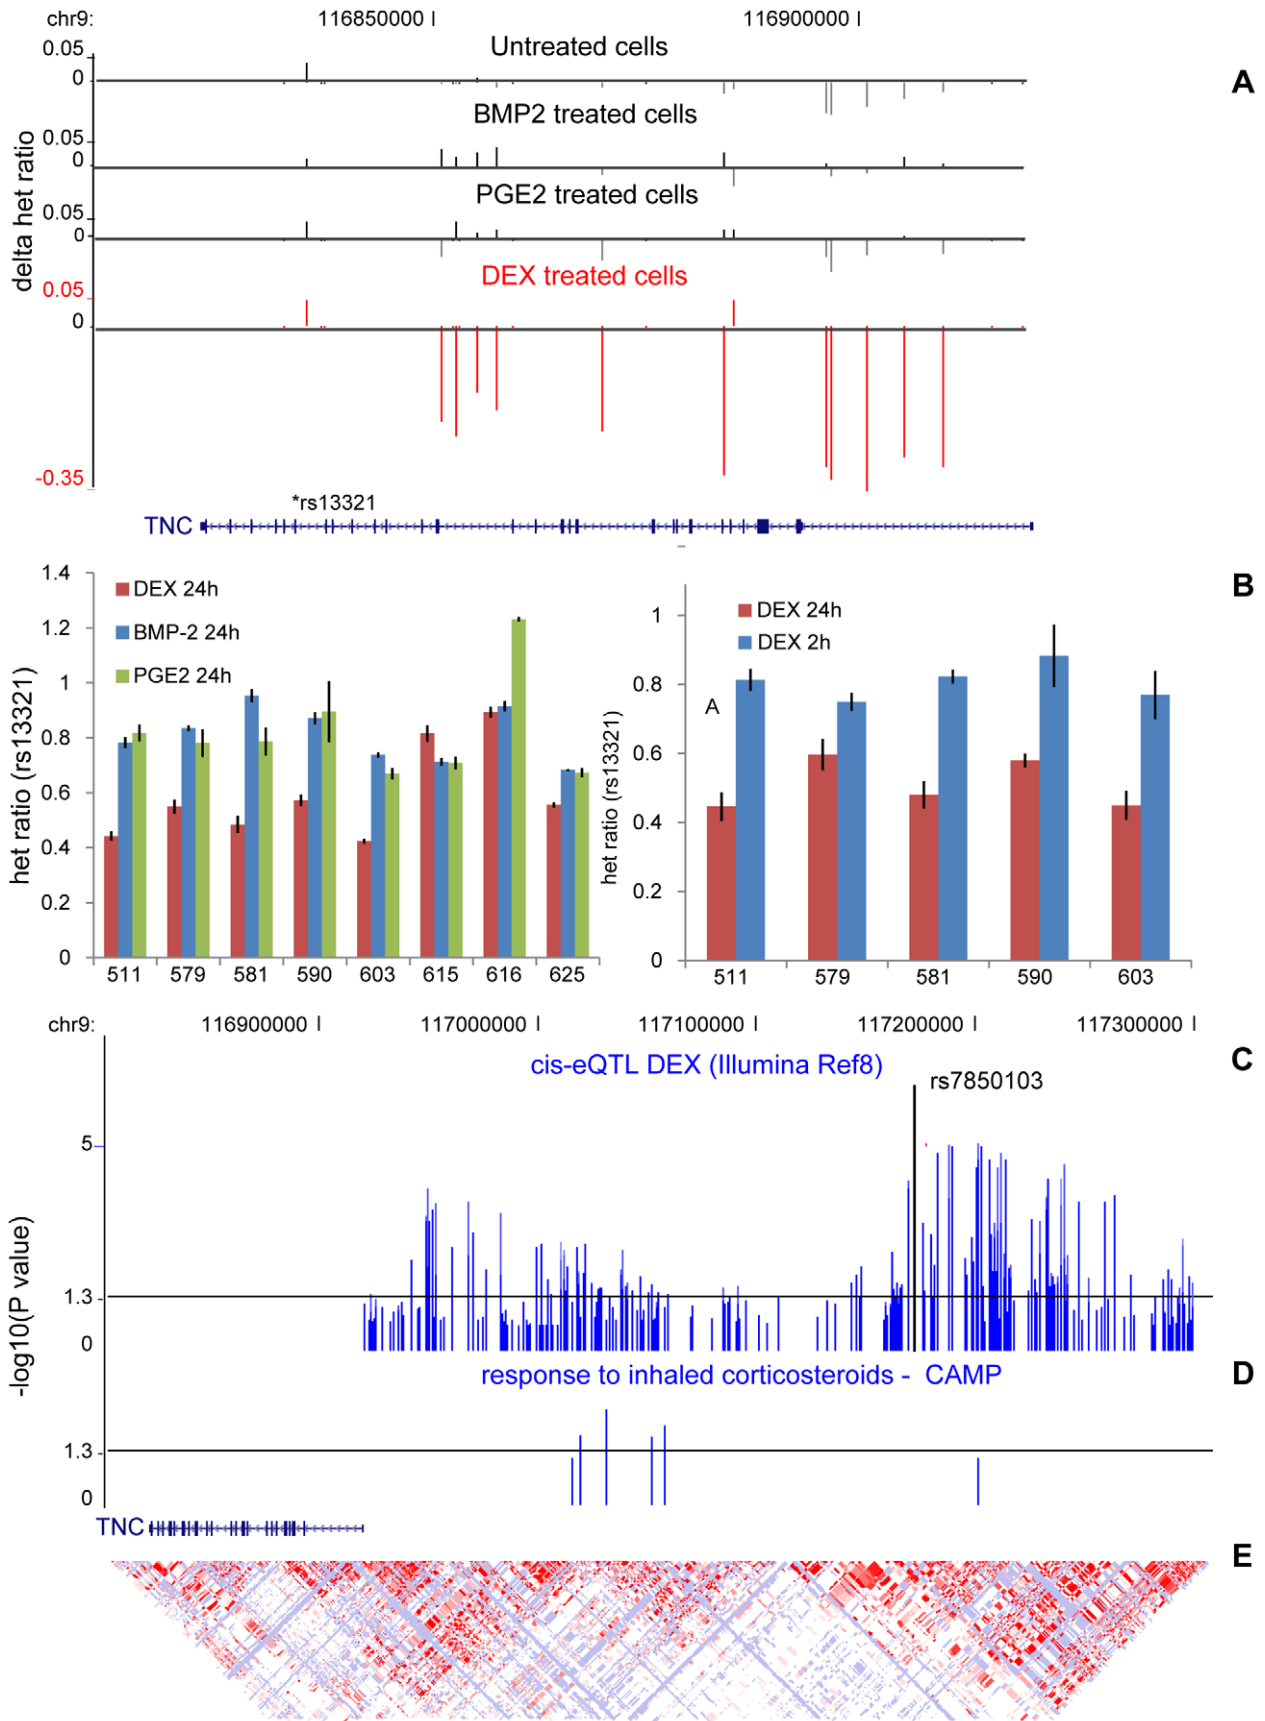 chr9: 116850000 116900000
Untreated cells
A
0.05
0
BMP2 treated cells
0.05
0
PGE2 treated cells
0.05
0
delta het ratio
DEX treated cells
0.05
0
-0.35
*rs13321
TNC
B
1.4
1.2
1
0.8
0.6
0.4
0.2
0
het ratio (rs13321)
DEX 24h
BMP-2 24h
PGE2 24h
511 579 581 590 603 615 616 625
1
0.8
0.6
0.4
0.2
0
het ratio (rs13321)
A
DEX 24h
DEX 2h
511 579 581 590 603
chr9: 116900000 117000000 117100000 117200000 117300000
C
cis-eQTL DEX (Illumina Ref8)
rs7850103
5
1.3
0
-log10(P value)
response to inhaled corticosteroids - CAMP
D
1.3
0
TNC
E